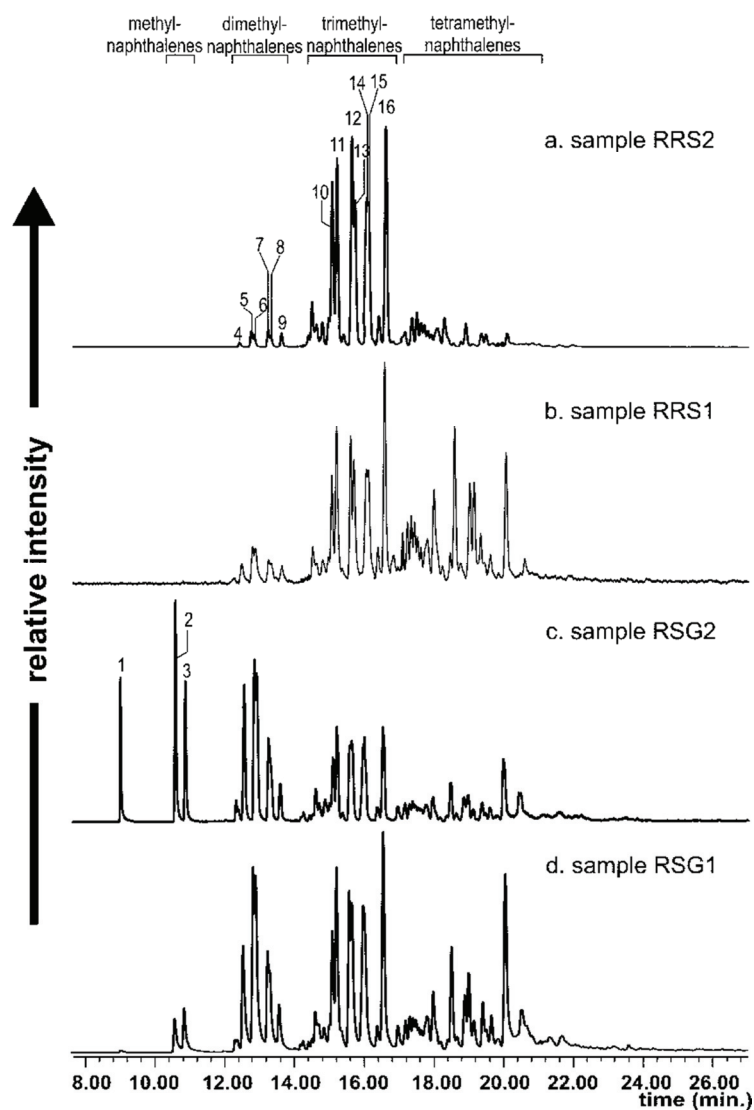 methyl- dimethyl- trimethyl- tetramethyl-
naphthalenes naphthalenes naphthalenes naphthalenes
14 15
12 16
11 13
a. sample RRS2
10
7 8
5 6
4 9
relative intensity
b. sample RRS1
c. sample RSG2
2
1 3
d. sample RSG1
8.00 10.00 12.00 14.00 16.00 18.00 20.00 22.00 24.00 26.00
time (min.)